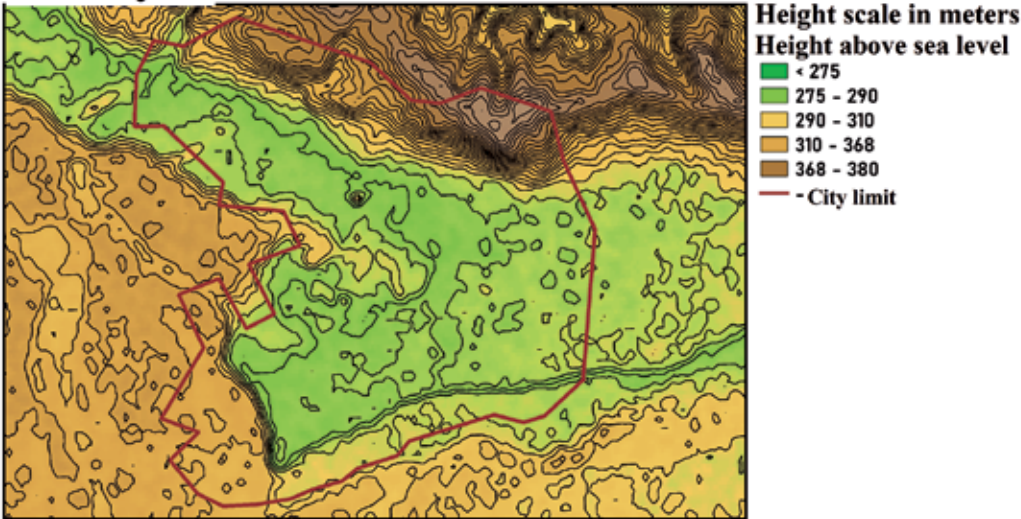 Height scale in meters
Height above sea level
< 275
275 - 290
290 - 310
310 - 368
368 - 380
- City limit